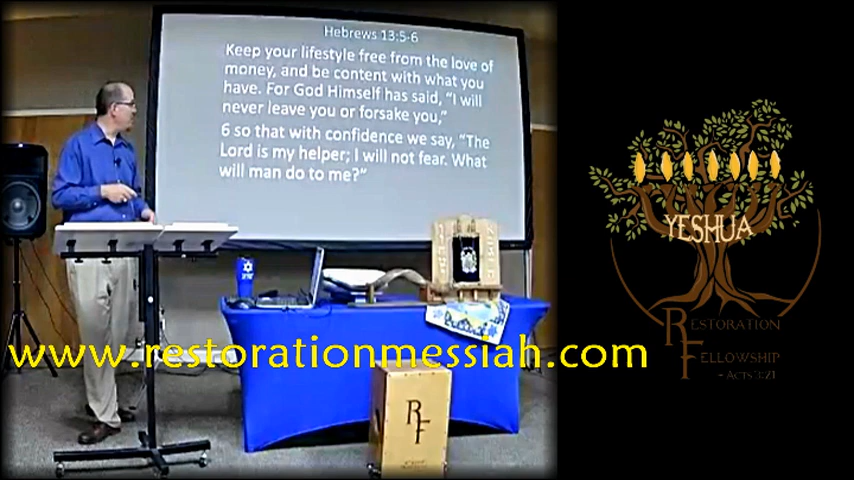 Hebrews 13:5-6
Keep your lifestyle free from the love of
money, and be content with what you
have. For God Himself has said, “I will
never leave you or forsake you,”
6 so that with confidence we say, “The
Lord is my helper; I will not fear. What
will man do to me?”
www.restorationmessiah.com
RF
YESHUA
RESTORATION
FELLOWSHIP
- ACTS 3:21